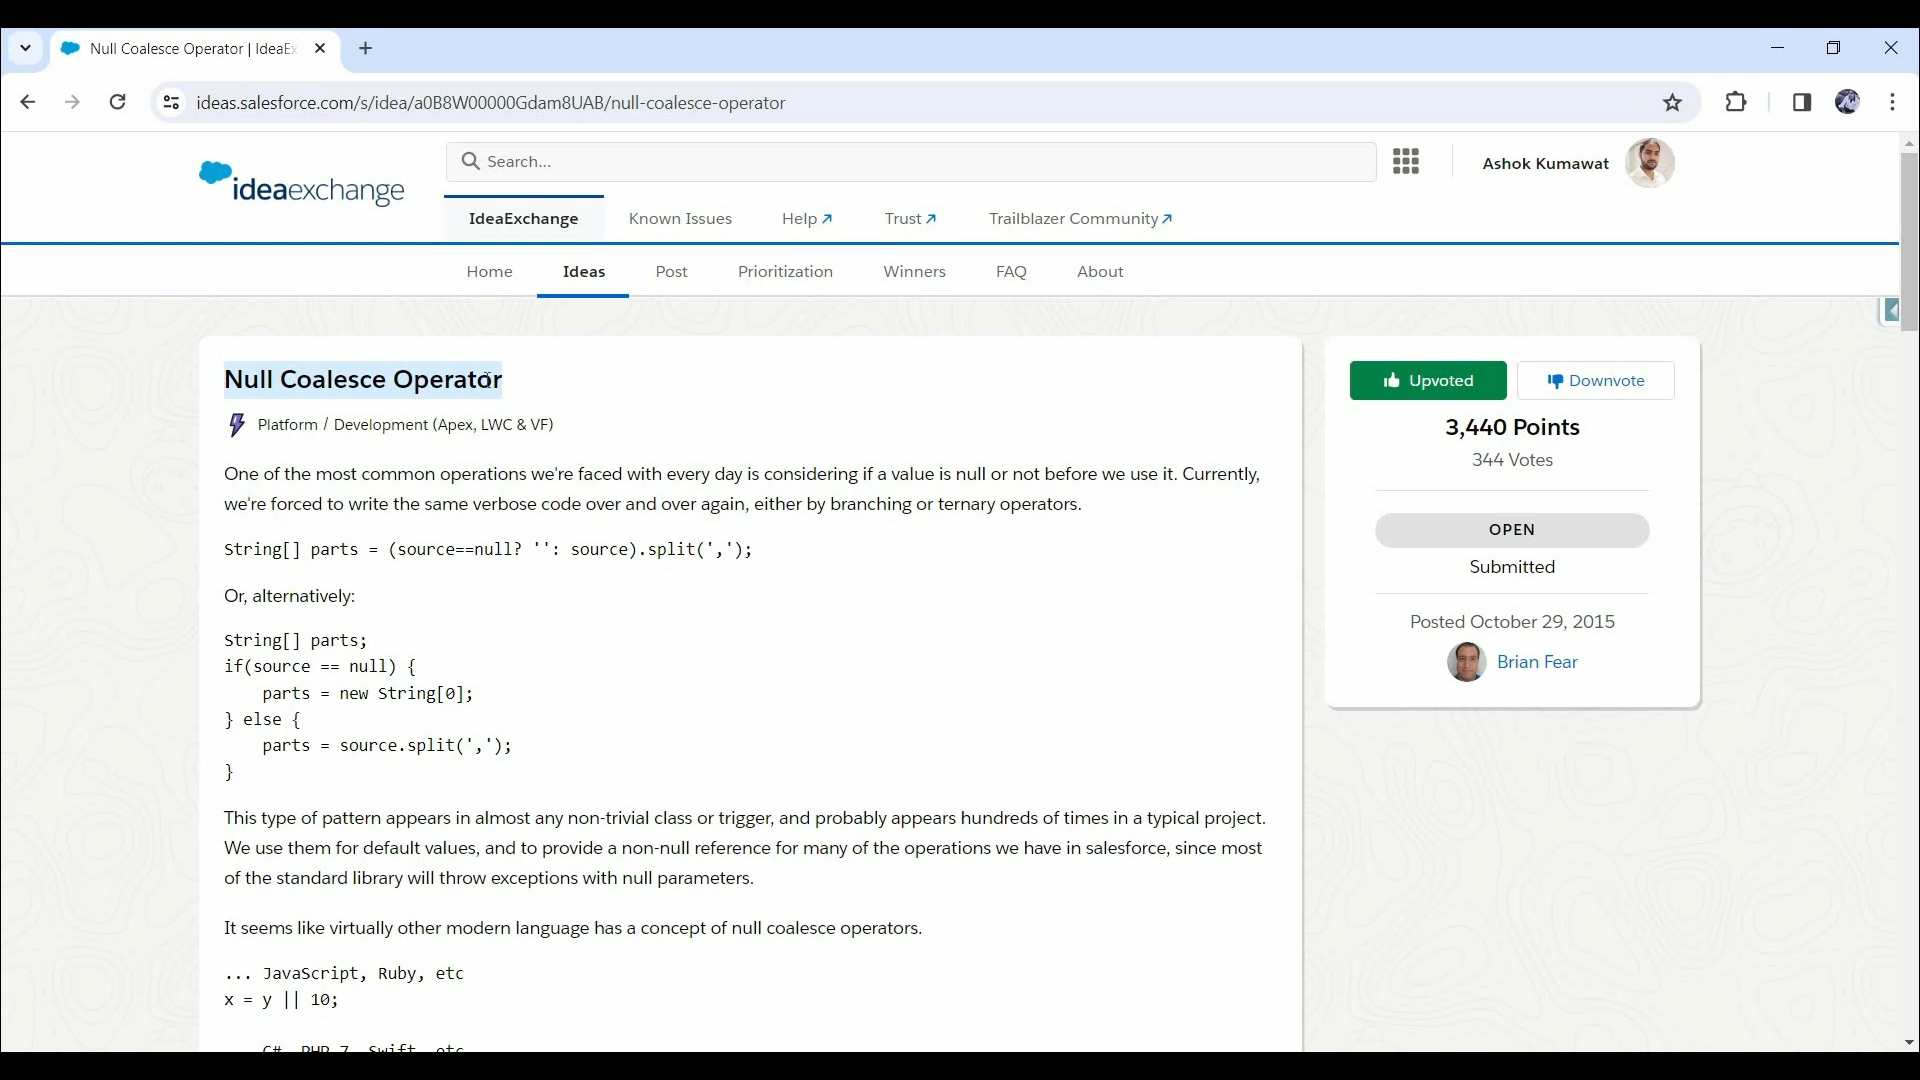 Null Coalesce Operator | IdeaEx
ideas.salesforce.com/s/idea/a0B8W00000Gdam8UAB/null-coalesce-operator
ideaexchange
Search...
Ashok Kumawat
IdeaExchange
Known Issues
Help
Trust
Trailblazer Community
Home
Ideas
Post
Prioritization
Winners
FAQ
About
Null Coalesce Operator
Platform / Development (Apex, LWC & VF)
One of the most common operations we're faced with every day is considering if a value is null or not before we use it. Currently,
we're forced to write the same verbose code over and over again, either by branching or ternary operators.
String[] parts = (source==null? '': source).split(',');
Or, alternatively:
String[] parts;
if(source == null) {
    parts = new String[0];
} else {
    parts = source.split(',');
}
This type of pattern appears in almost any non-trivial class or trigger, and probably appears hundreds of times in a typical project.
We use them for default values, and to provide a non-null reference for many of the operations we have in salesforce, since most
of the standard library will throw exceptions with null parameters.
It seems like virtually other modern language has a concept of null coalesce operators.
... JavaScript, Ruby, etc
x = y || 10;
C#, PHP 7, Swift, etc
Upvoted
Downvote
3,440 Points
344 Votes
OPEN
Submitted
Posted October 29, 2015
Brian Fear